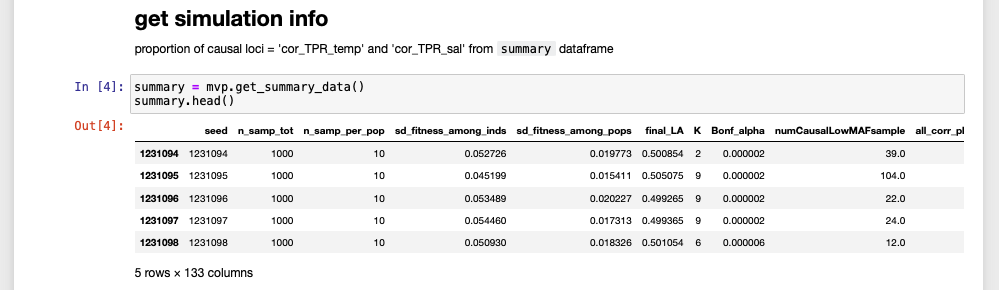 get simulation info
proportion of causal loci = 'cor_TPR_temp' and 'cor_TPR_sal' from summary dataframe
In [4]: summary = mvp.get_summary_data()
summary.head()
Out[4]:
seed n_samp_tot n_samp_per_pop sd_fitness_among_inds sd_fitness_among_pops final_LA K Bonf_alpha numCausalLowMAFsample all_corr_pl
1231094 1231094 1000 10 0.052726 0.019773 0.500854 2 0.000002 39.0
1231095 1231095 1000 10 0.045199 0.015411 0.505075 9 0.000002 104.0
1231096 1231096 1000 10 0.053489 0.020227 0.499265 9 0.000002 22.0
1231097 1231097 1000 10 0.054460 0.017313 0.499365 9 0.000002 24.0
1231098 1231098 1000 10 0.050930 0.018326 0.501054 6 0.000006 12.0
5 rows × 133 columns